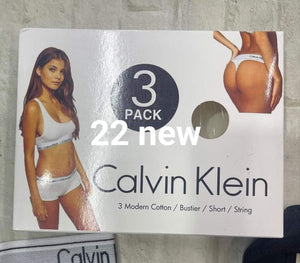 3
PACK
22 new
Calvin Klein
3 Modern Cotton / Bustier / Short / String
Calvin